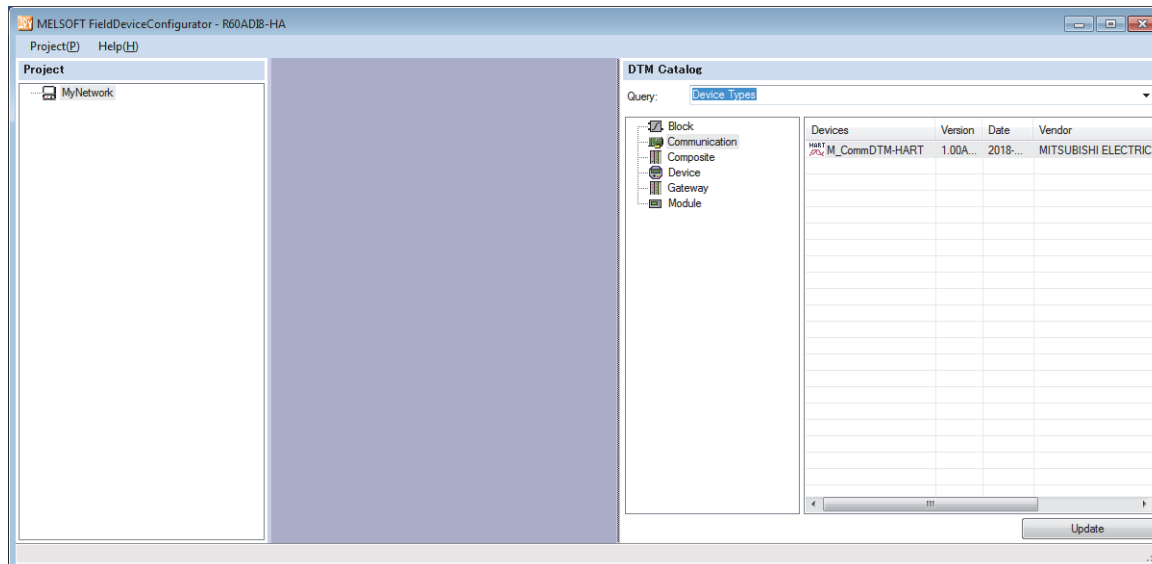 MELSOFT FieldDeviceConfigurator - R60ADI8-HA
Project(P) Help(H)
Project
MyNetwork
DTM Catalog
Query: Device Types
Block
Communication
Composite
Device
Gateway
Module
Devices Version Date Vendor
HART M_CommDTM-HART 1.00A... 2018-... MITSUBISHI ELECTRIC
Update